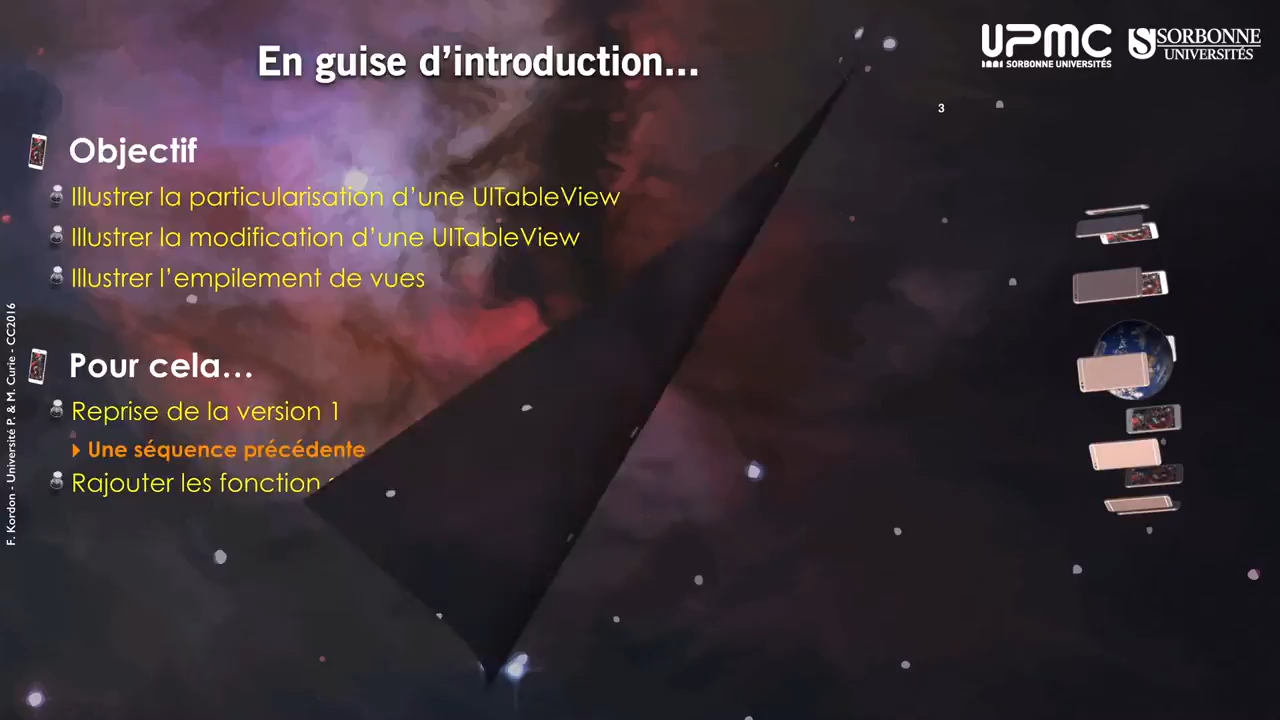 En guise d’introduction…
UPMC
SORBONNE UNIVERSITÉS
SORBONNE
UNIVERSITÉS
3
Objectif
Illustrer la particularisation d’une UITableView
Illustrer la modification d’une UITableView
Illustrer l’empilement de vues
Pour cela…
Reprise de la version 1
Une séquence précédente
Rajouter les fonction
F. Kordon - Université P. & M. Curie - CC2016